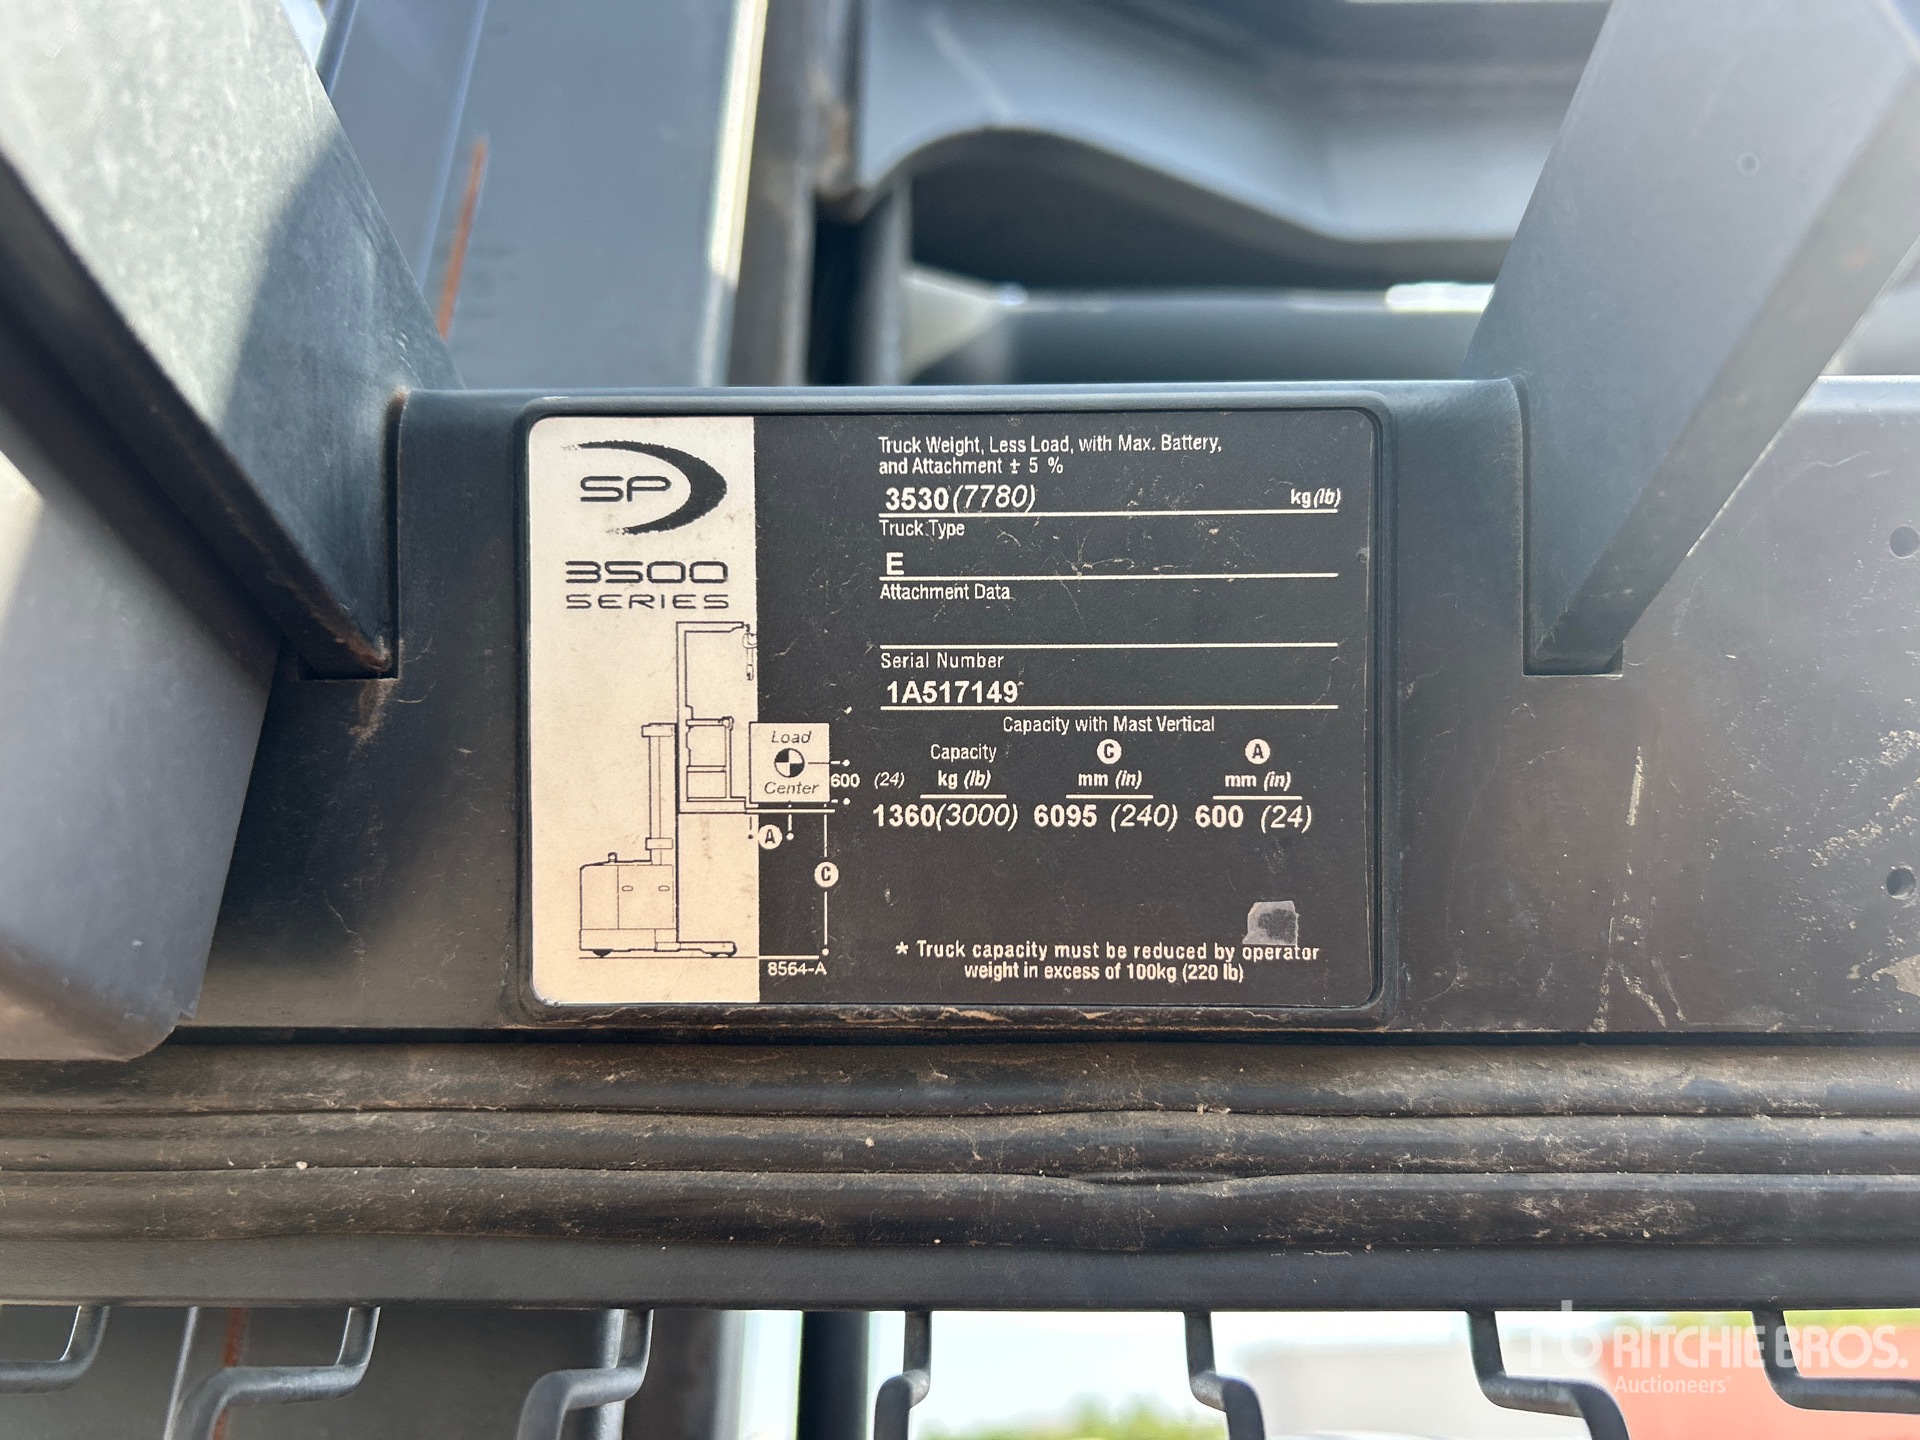 SP
3500
SERIES
Truck Weight, Less Load, with Max. Battery,
and Attachment ± 5 %
3530(7780) kg(lb)
Truck Type
E
Attachment Data
Serial Number
1A517149
Capacity with Mast Vertical
Capacity C A
kg (lb) mm (in) mm (in)
1360(3000) 6095 (240) 600 (24)
Load
Center
600 (24)
A
C
8564-A
* Truck capacity must be reduced by operator
weight in excess of 100kg (220 lb)
rb RITCHIE BROS.
Auctioneers